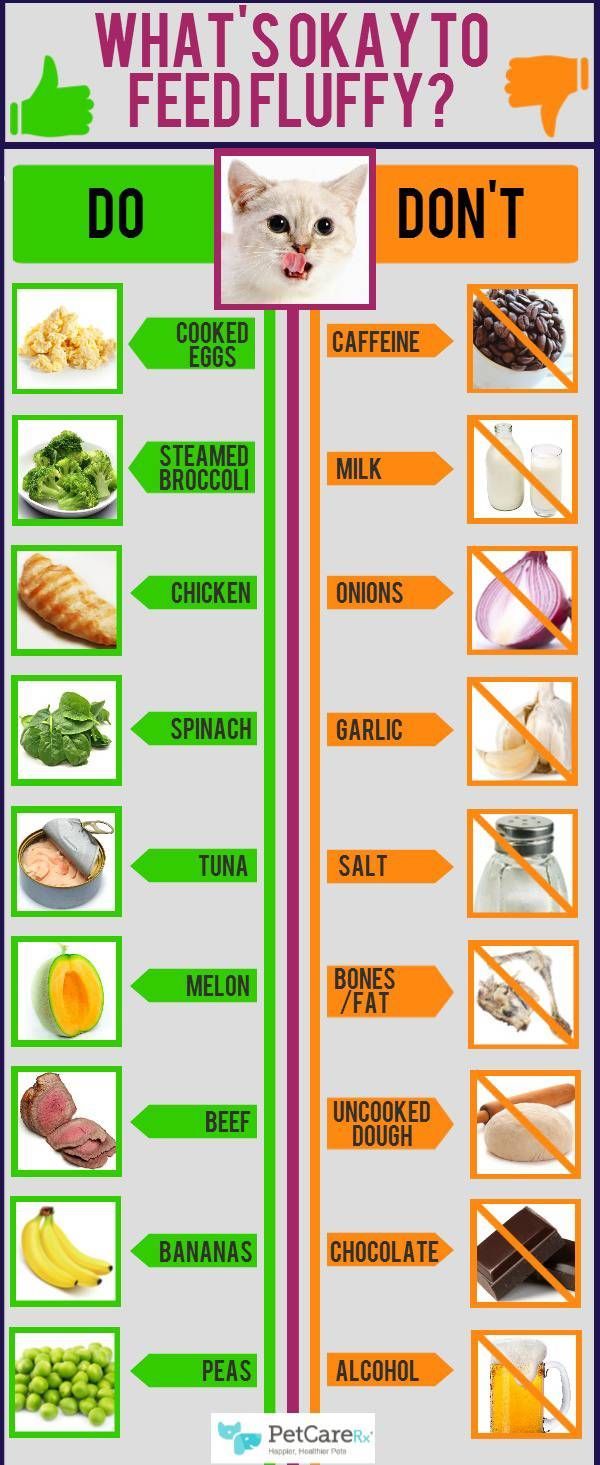 WHAT'S OKAY TO
FEED FLUFFY?
DO
DON'T
COOKED
EGGS
CAFFEINE
STEAMED
BROCCOLI
MILK
CHICKEN
ONIONS
SPINACH
GARLIC
TUNA
SALT
MELON
BONES
/FAT
BEEF
UNCOOKED
DOUGH
BANANAS
CHOCOLATE
PEAS
ALCOHOL
PetCareRx
Happier, Healthier Pets